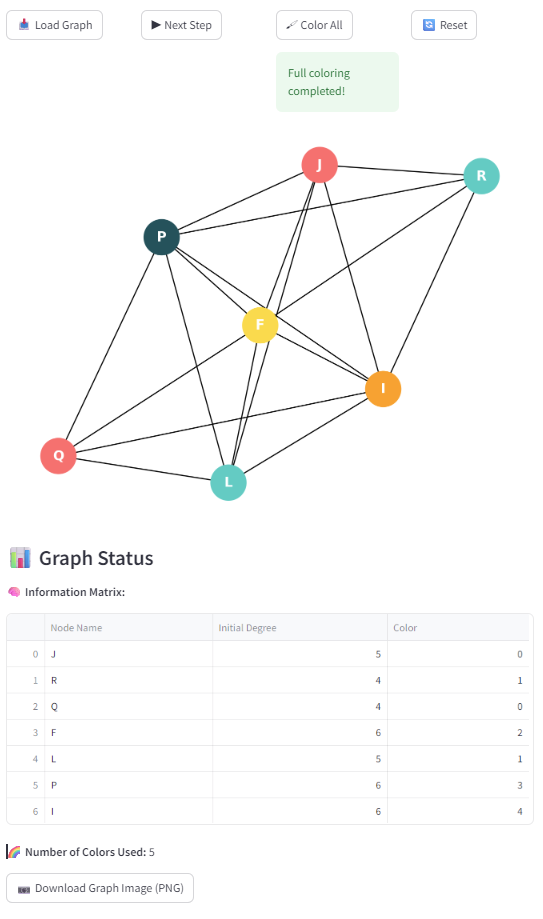 Load Graph
Next Step
Color All
Reset
Full coloring
completed!
J
R
P
F
I
Q
L
Graph Status
Information Matrix:
Node Name Initial Degree Color
0 J 5 0
1 R 4 1
2 Q 4 0
3 F 6 2
4 L 5 1
5 P 6 3
6 I 6 4
Number of Colors Used: 5
Download Graph Image (PNG)